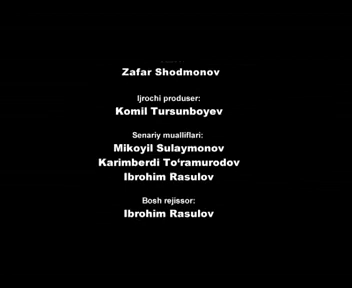 Zafar Shodmonov
Ijrochi produser:
Komil Tursunboyev
Senariy mualliflari:
Mikoyil Sulaymonov
Karimberdi To‘ramurodov
Ibrohim Rasulov
Bosh rejissor:
Ibrohim Rasulov